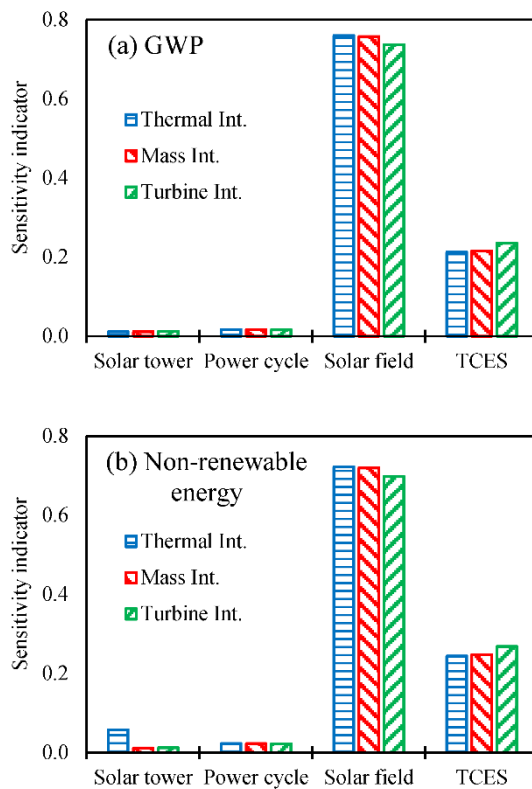 0.8
(a) GWP
0.6
Thermal Int.
Mass Int.
0.4
Turbine Int.
0.2
0.0
Sensitivity indicator
Solar tower Power cycle Solar field TCES
0.8
(b) Non-renewable
energy
0.6
Thermal Int.
Mass Int.
0.4
Turbine Int.
0.2
0.0
Sensitivity indicator
Solar tower Power cycle Solar field TCES